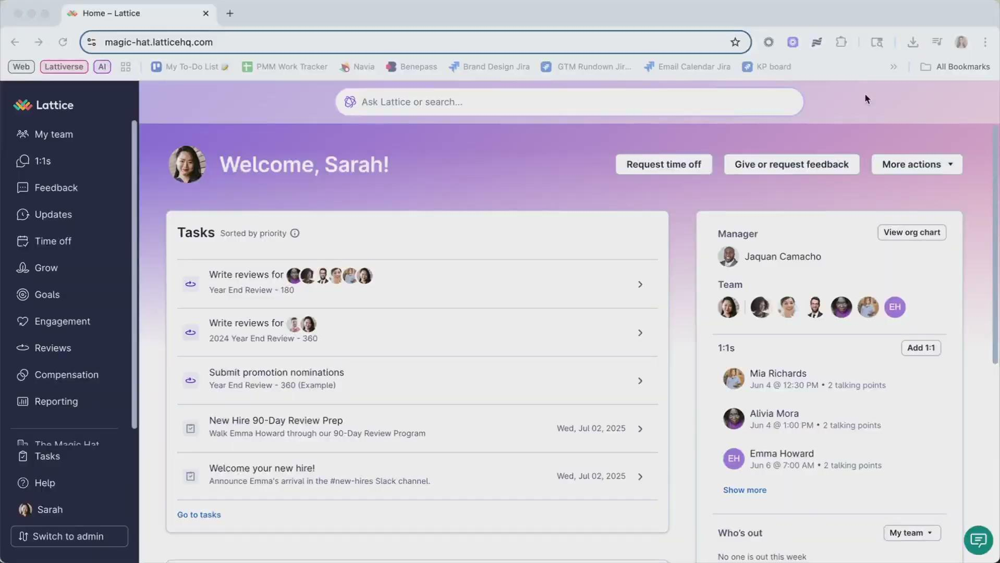 Home – Lattice
magic-hat.latticehq.com
Web
Lattiverse
AI
My To-Do List
PMM Work Tracker
Navia
Benepass
Brand Design Jira
GTM Rundown Jir...
Email Calendar Jira
KP board
All Bookmarks
Lattice
My team
1:1s
Feedback
Updates
Time off
Grow
Goals
Engagement
Reviews
Compensation
Reporting
The Magic Hat
Tasks
Help
Sarah
Switch to admin
Ask Lattice or search...
Welcome, Sarah!
Request time off
Give or request feedback
More actions
Tasks Sorted by priority
Write reviews for
Year End Review - 180
Write reviews for
2024 Year End Review - 360
Submit promotion nominations
Year End Review - 360 (Example)
New Hire 90-Day Review Prep
Walk Emma Howard through our 90-Day Review Program
Wed, Jul 02, 2025
Welcome your new hire!
Announce Emma's arrival in the #new-hires Slack channel.
Wed, Jul 02, 2025
Go to tasks
Manager
View org chart
Jaquan Camacho
Team
EH
1:1s
Add 1:1
Mia Richards
Jun 4 @ 12:30 PM • 2 talking points
Alivia Mora
Jun 4 @ 1:00 PM • 2 talking points
EH
Emma Howard
Jun 6 @ 7:00 AM • 2 talking points
Show more
Who's out
My team
No one is out this week